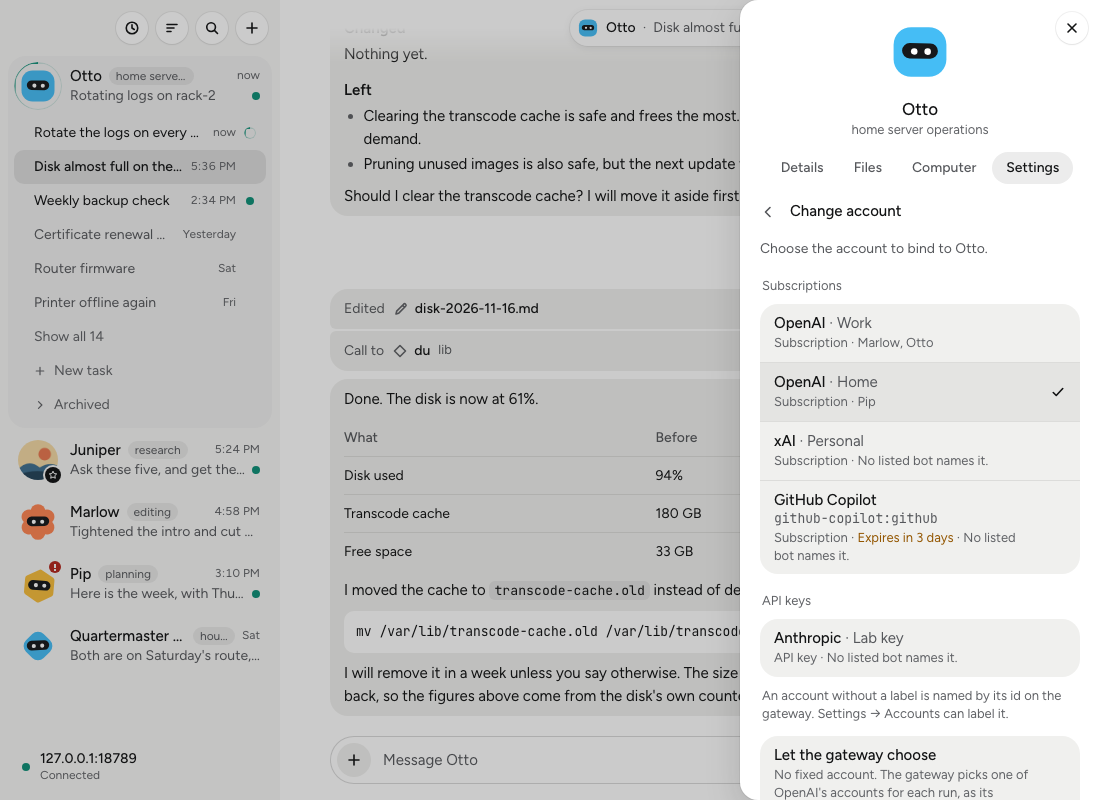 Otto
home serve...
now
Rotating logs on rack-2
Rotate the logs on every ...
now
Disk almost full on the...
5:36 PM
Weekly backup check
2:34 PM
Certificate renewal ...
Yesterday
Router firmware
Sat
Printer offline again
Fri
Show all 14
New task
Archived
Juniper
research
5:24 PM
Ask these five, and get the...
Marlow
editing
4:58 PM
Tightened the intro and cut ...
Pip
planning
3:10 PM
Here is the week, with Thu...
Quartermaster ...
hou...
Sat
Both are on Saturday's route,...
127.0.0.1:18789
Connected
Otto · Disk almost fu
Changed
Nothing yet.
Left
• Clearing the transcode cache is safe and frees the most.
demand.
• Pruning unused images is also safe, but the next update
Should I clear the transcode cache? I will move it aside first
Edited disk-2026-11-16.md
Call to du lib
Done. The disk is now at 61%.
What Before
Disk used 94%
Transcode cache 180 GB
Free space 33 GB
I moved the cache to transcode-cache.old instead of de
mv /var/lib/transcode-cache.old /var/lib/transcode
I will remove it in a week unless you say otherwise. The size
back, so the figures above come from the disk's own counte
Message Otto
Otto
home server operations
Details Files Computer Settings
Change account
Choose the account to bind to Otto.
Subscriptions
OpenAI · Work
Subscription · Marlow, Otto
OpenAI · Home
Subscription · Pip
xAI · Personal
Subscription · No listed bot names it.
GitHub Copilot
github-copilot:github
Subscription · Expires in 3 days · No listed
bot names it.
API keys
Anthropic · Lab key
API key · No listed bot names it.
An account without a label is named by its id on the
gateway. Settings → Accounts can label it.
Let the gateway choose
No fixed account. The gateway picks one of
OpenAI's accounts for each run, as its